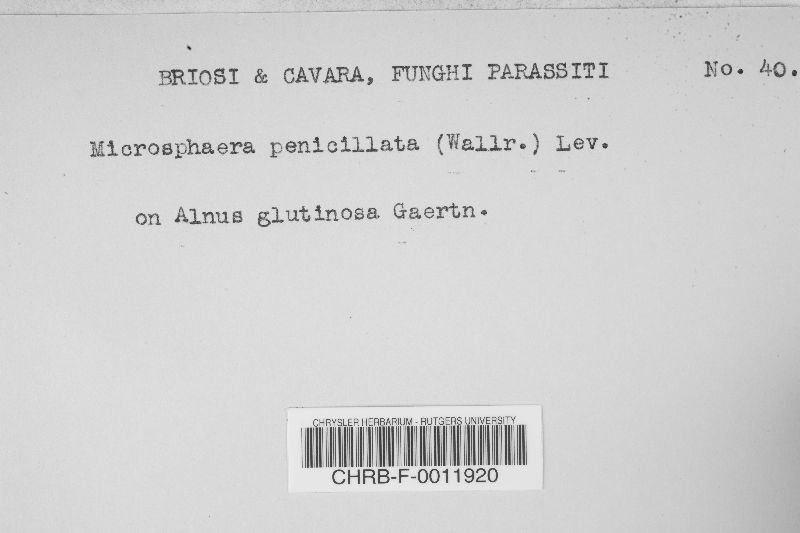 BRIOSI & CAVARA, FUNGHI PARASSITI No. 40.
Microsphaera penicillata (Wallr.) Lev.
on Alnus glutinosa Gaertn.
CHRYSLER HERBARIUM - RUTGERS UNIVERSITY
CHRB-F-0011920